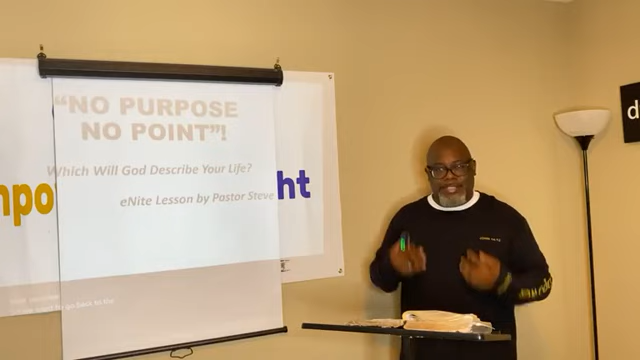 “NO PURPOSE
NO POINT”!
Which Will God Describe Your Life?
eNite Lesson by Pastor Steve
npo
ht
d